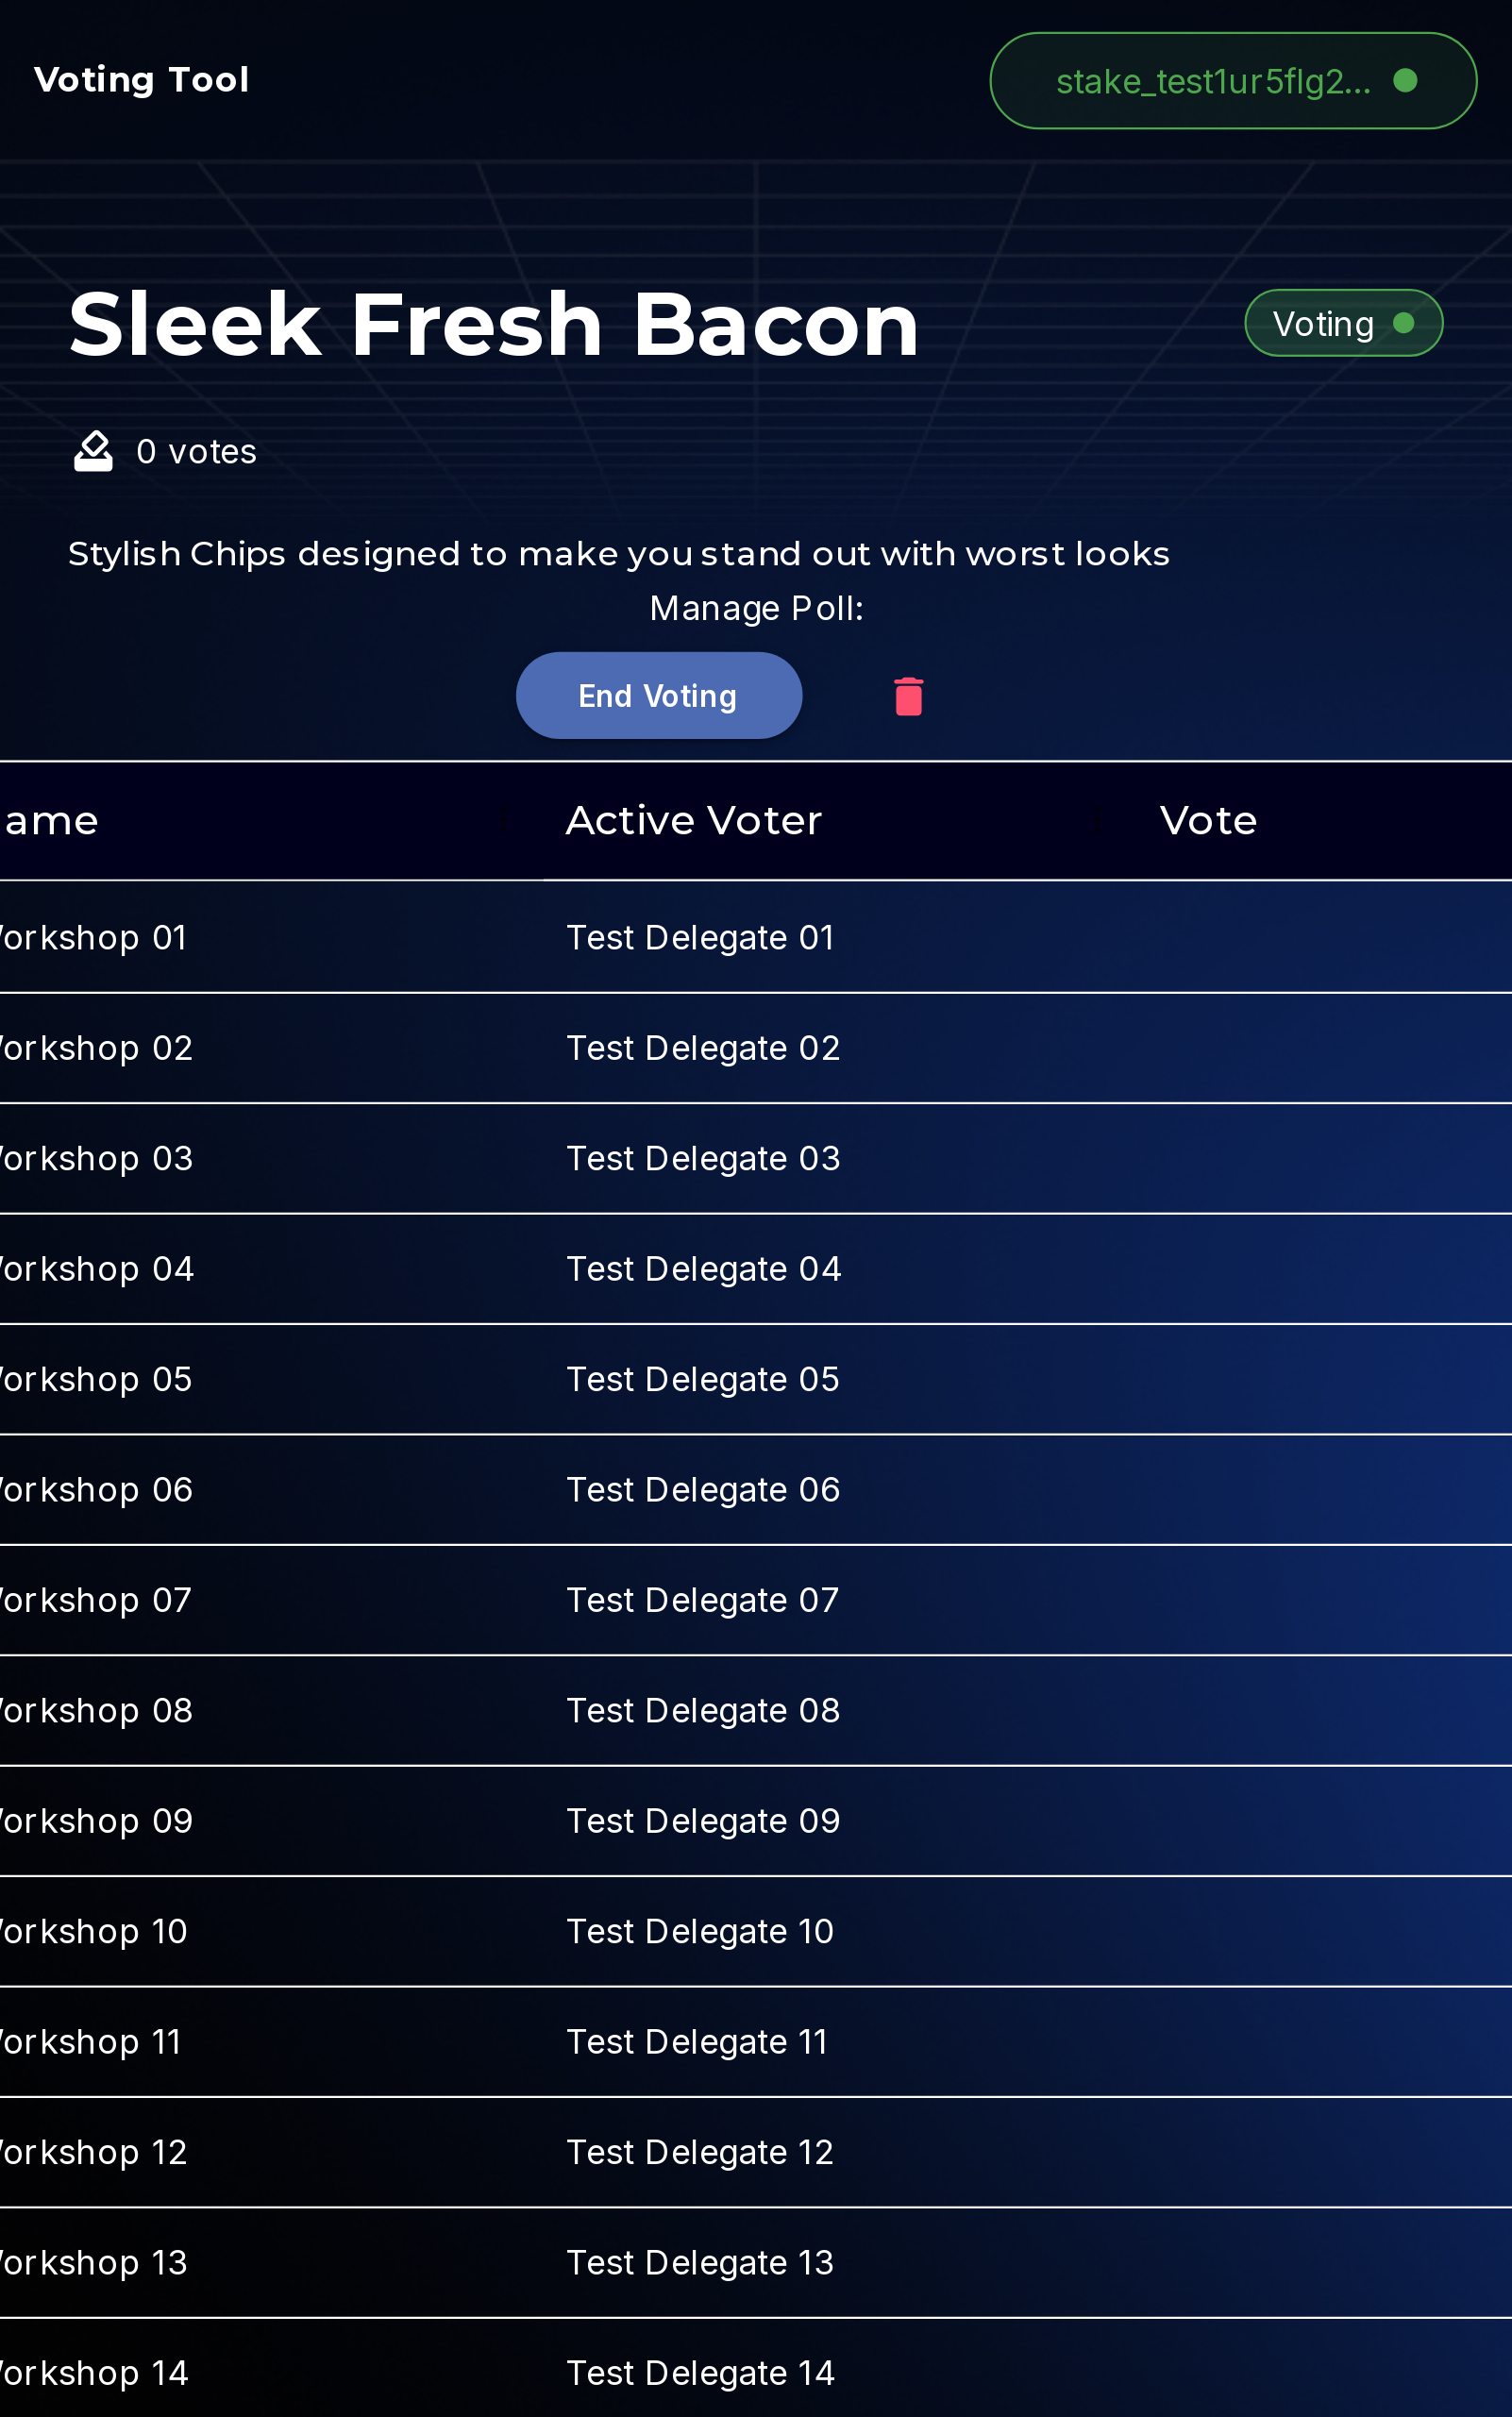 Voting Tool
stake_test1ur5flg2...
Sleek Fresh Bacon
Voting
0 votes
Stylish Chips designed to make you stand out with worst looks
Manage Poll:
End Voting
ame Active Voter Vote
orkshop 01 Test Delegate 01
orkshop 02 Test Delegate 02
orkshop 03 Test Delegate 03
orkshop 04 Test Delegate 04
orkshop 05 Test Delegate 05
orkshop 06 Test Delegate 06
orkshop 07 Test Delegate 07
orkshop 08 Test Delegate 08
orkshop 09 Test Delegate 09
orkshop 10 Test Delegate 10
orkshop 11 Test Delegate 11
orkshop 12 Test Delegate 12
orkshop 13 Test Delegate 13
orkshop 14 Test Delegate 14